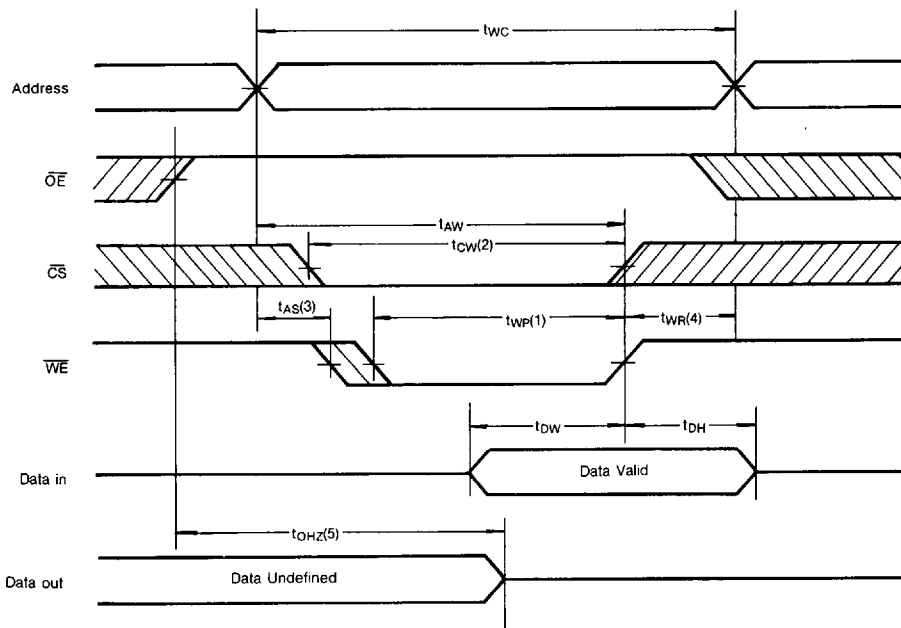 tWC
Address
OE
tAW
tCW(2)
CS
tAS(3)
tWP(1)
tWR(4)
WE
tDW
tDH
Data in
Data Valid
tOHZ(5)
Data out
Data Undefined